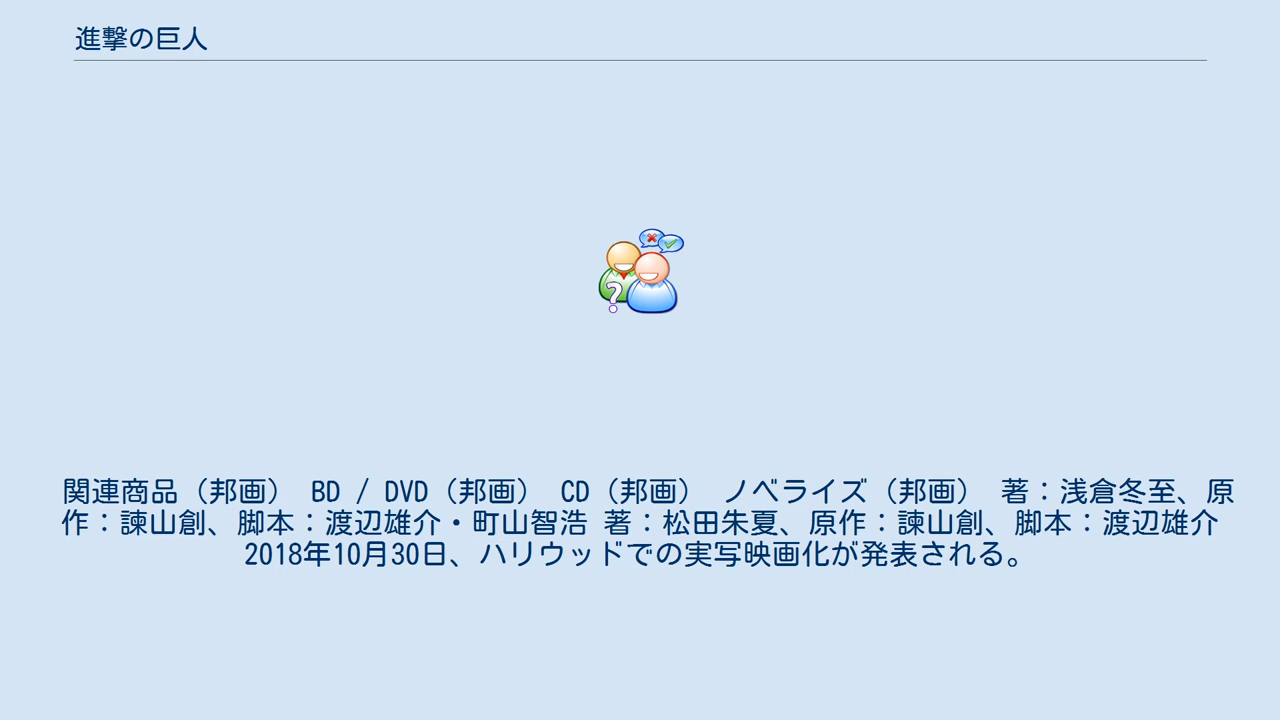 進撃の巨人
関連商品（邦画） BD / DVD（邦画） CD（邦画） ノベライズ（邦画） 著：浅倉冬至、原
作：諫山創、脚本：渡辺雄介・町山智浩 著：松田朱夏、原作：諫山創、脚本：渡辺雄介
2018年10月30日、ハリウッドでの実写映画化が発表される。